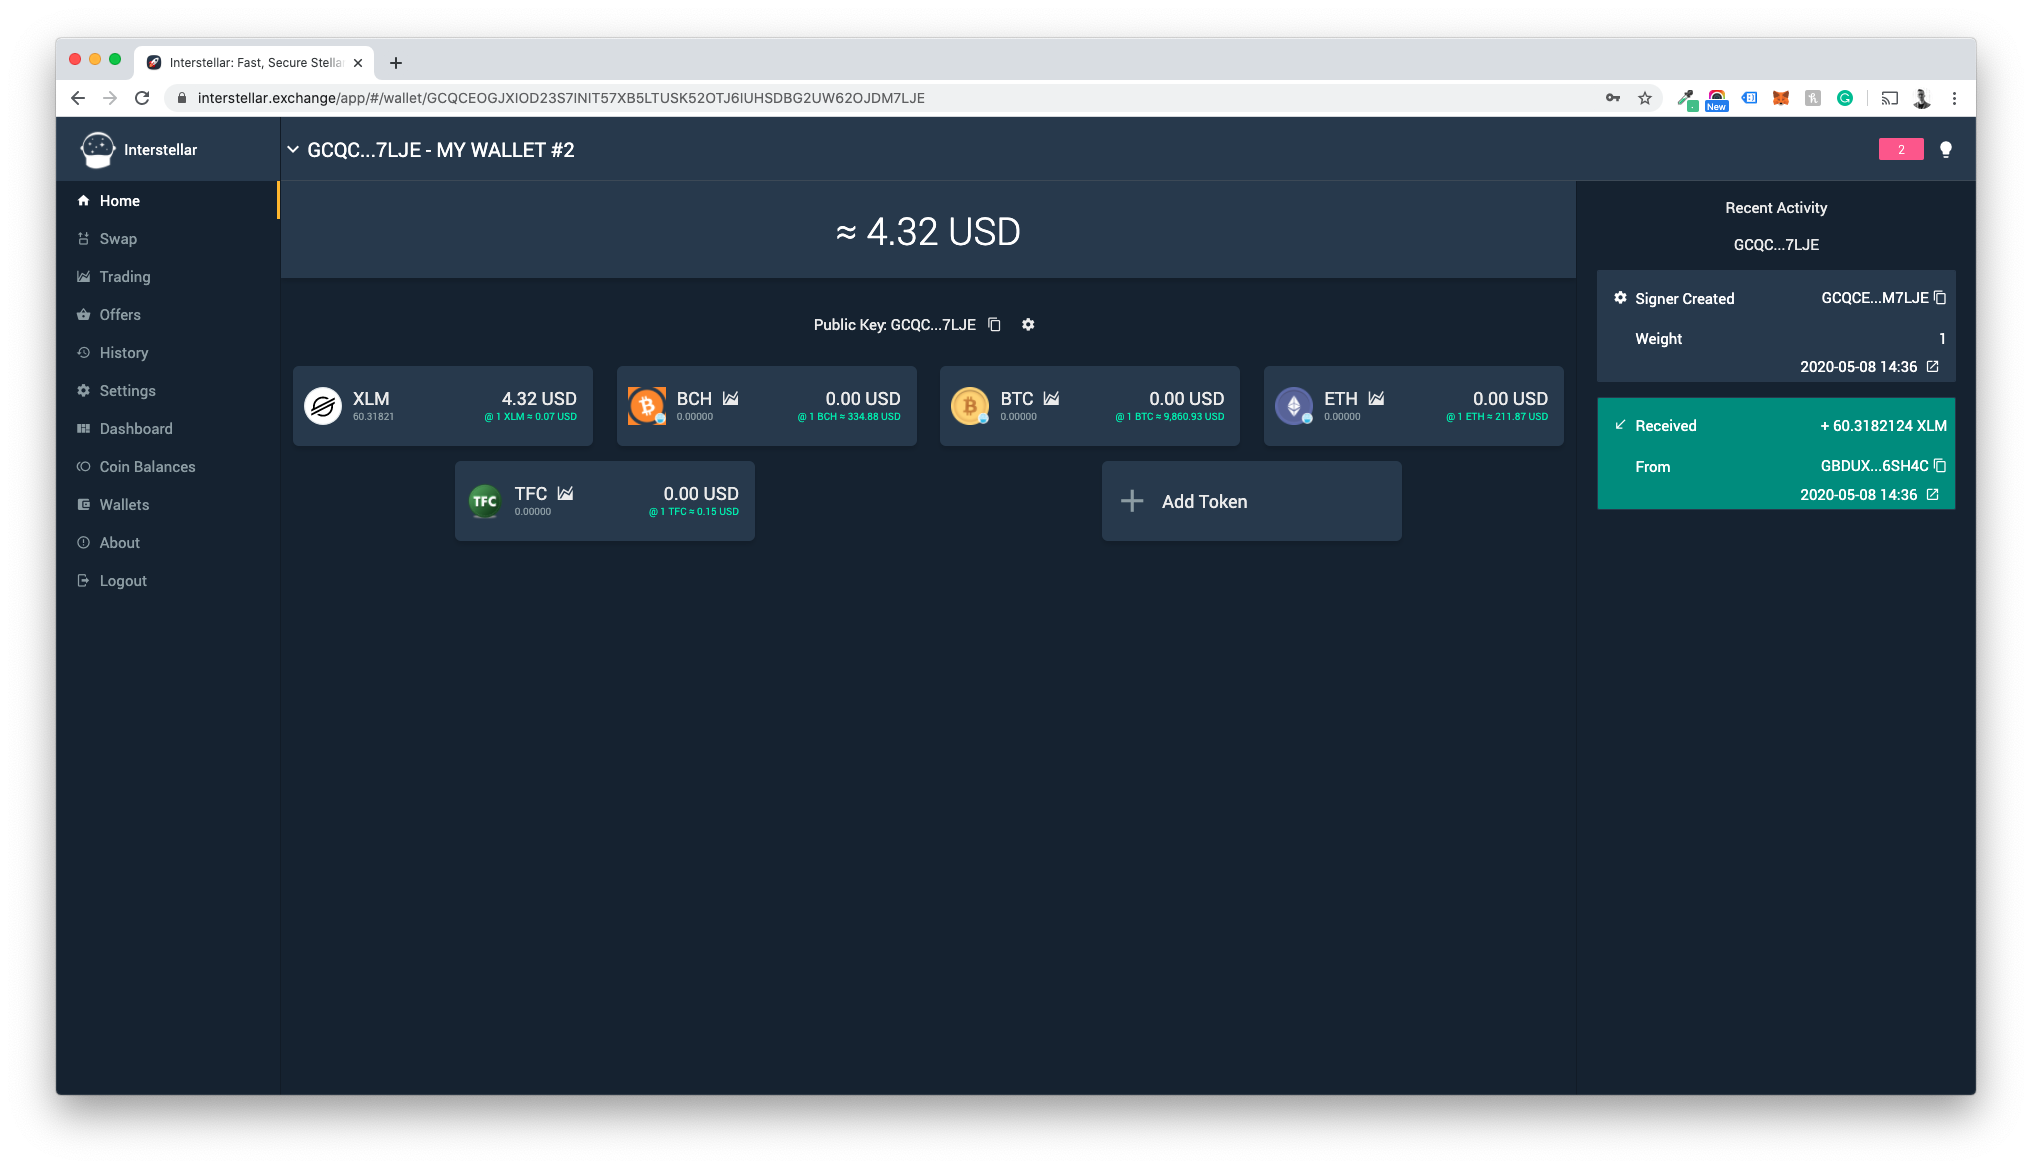 Interstellar: Fast, Secure Stella
interstellar.exchange/app/#/wallet/GCQCEOGJXIOD23S7INIT57XB5LTUSK52OTJ6IUHSDBG2UW62OJDM7LJE
New
Interstellar
GCQC...7LJE - MY WALLET #2
2
Home
Swap
Trading
Offers
History
Settings
Dashboard
Coin Balances
Wallets
About
Logout
≈ 4.32 USD
Public Key: GCQC...7LJE
XLM 4.32 USD
60.31821 @ 1 XLM ≈ 0.07 USD
BCH 0.00 USD
0.00000 @ 1 BCH ≈ 334.88 USD
BTC 0.00 USD
0.00000 @ 1 BTC ≈ 9,860.93 USD
ETH 0.00 USD
0.00000 @ 1 ETH ≈ 211.87 USD
TFC TFC 0.00 USD
0.00000 @ 1 TFC ≈ 0.15 USD
Add Token
Recent Activity
GCQC...7LJE
Signer Created GCQCE...M7LJE
Weight 1
2020-05-08 14:36
Received + 60.3182124 XLM
From GBDUX...6SH4C
2020-05-08 14:36